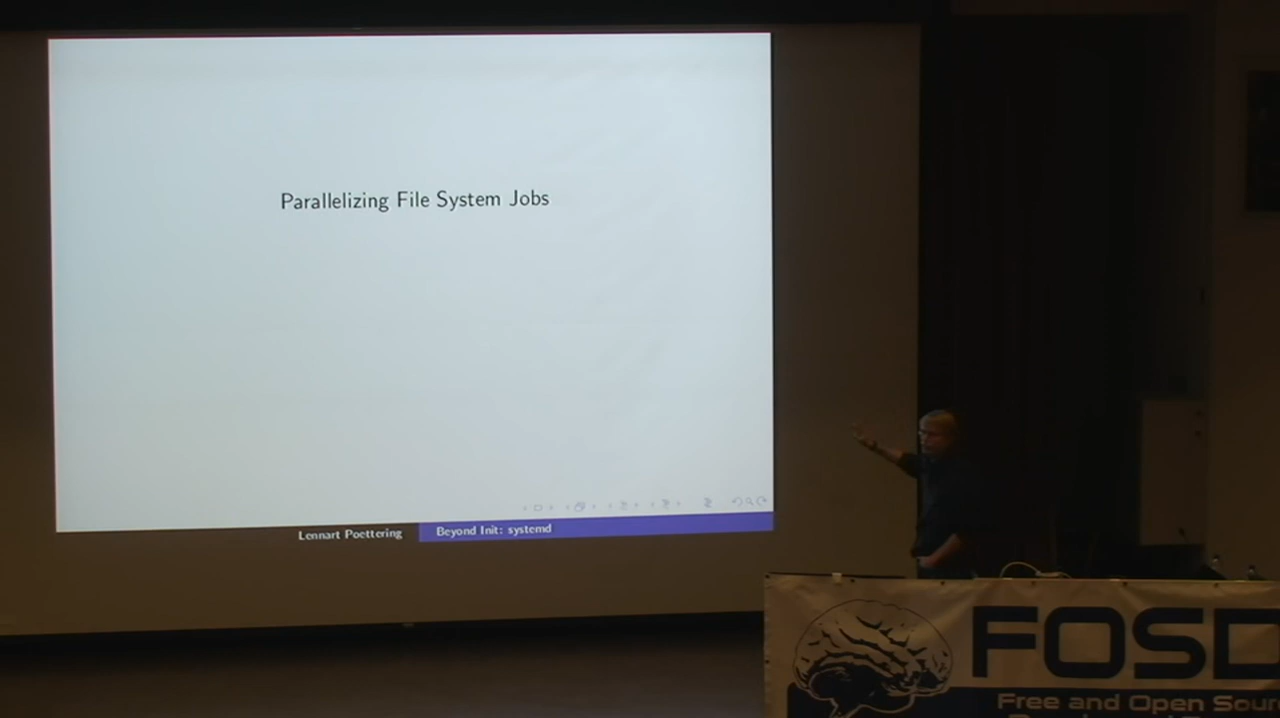 Parallelizing File System Jobs
Lennart Poettering
Beyond Init: systemd
FOSD
Free and Open Sour